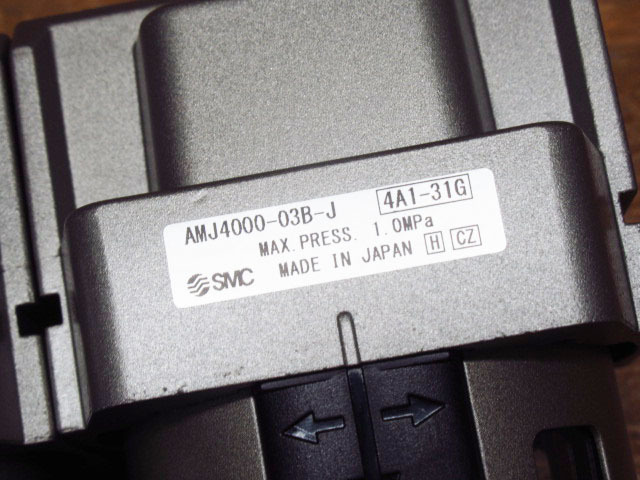 AMJ4000-03B-J 4A1-31G
MAX. PRESS. 1.0MPa
SMC MADE IN JAPAN H CZ